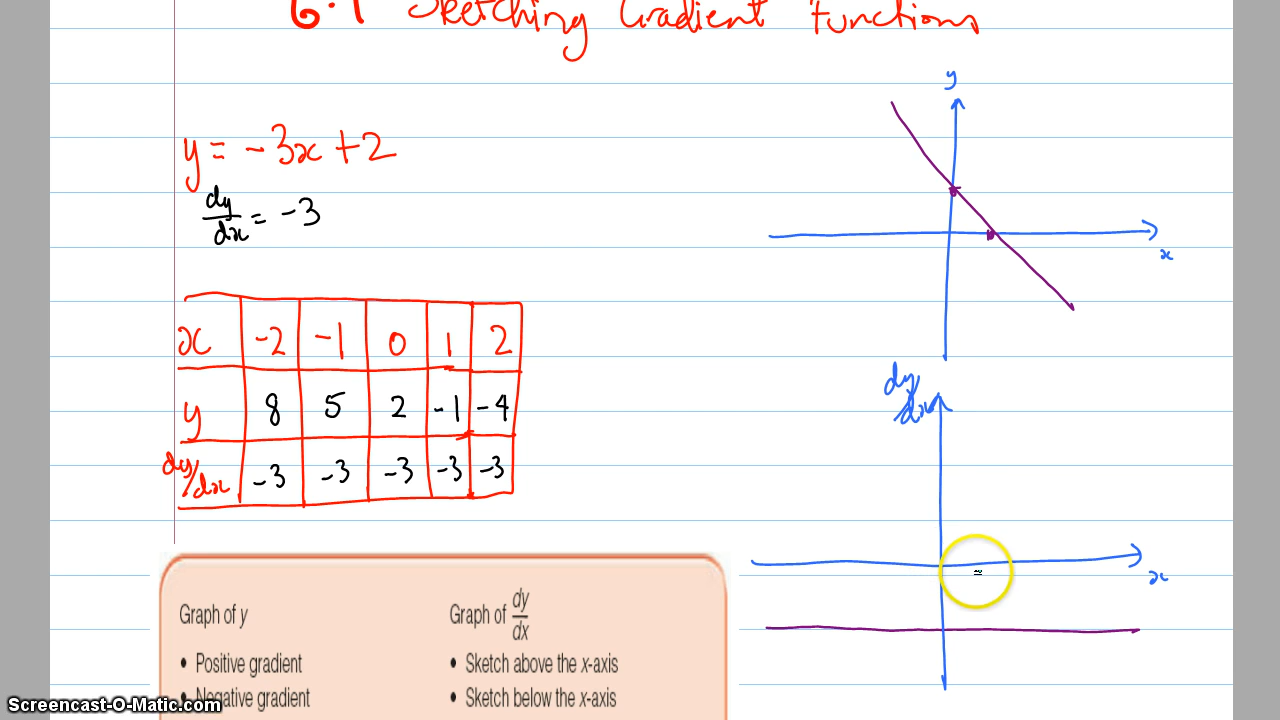 6.1 Sketching Gradient Functions
y = -3x + 2
dy/dx = -3
x -2 -1 0 1 2
y 8 5 2 -1 -4
dy/dx -3 -3 -3 -3 -3
y
x
dy/dx
x
Graph of y
Graph of dy/dx
• Positive gradient
• Sketch above the x-axis
• Negative gradient
• Sketch below the x-axis
Screencast-O-Matic.com